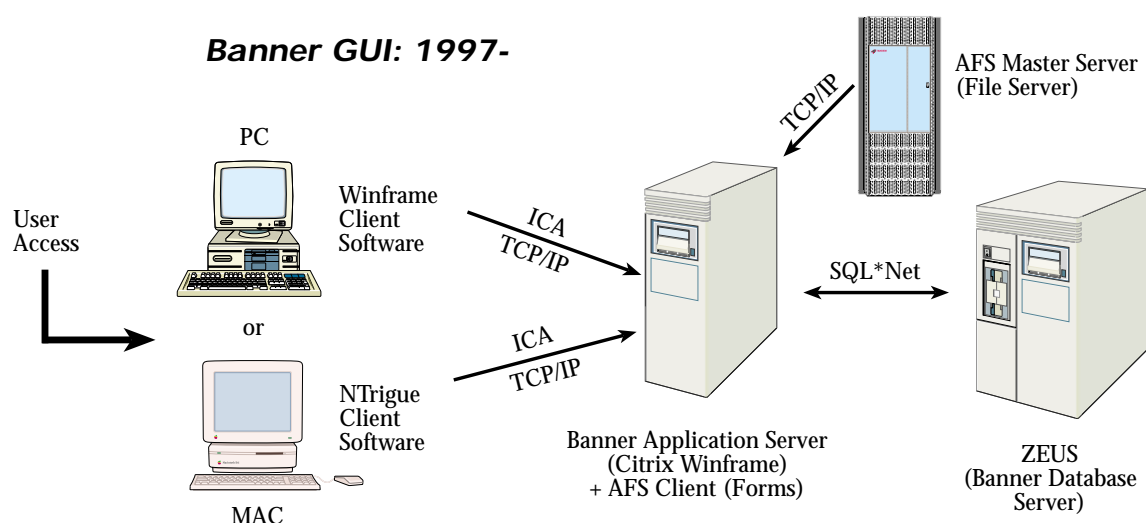 Banner GUI: 1997-
AFS Master Server
(File Server)
TCP/IP
PC
Winframe
Client
Software
User
Access
ICA
TCP/IP
SQL*Net
or
ICA
TCP/IP
NTrigue
Client
Software
MAC
Banner Application Server
(Citrix Winframe)
+ AFS Client (Forms)
ZEUS
(Banner Database
Server)